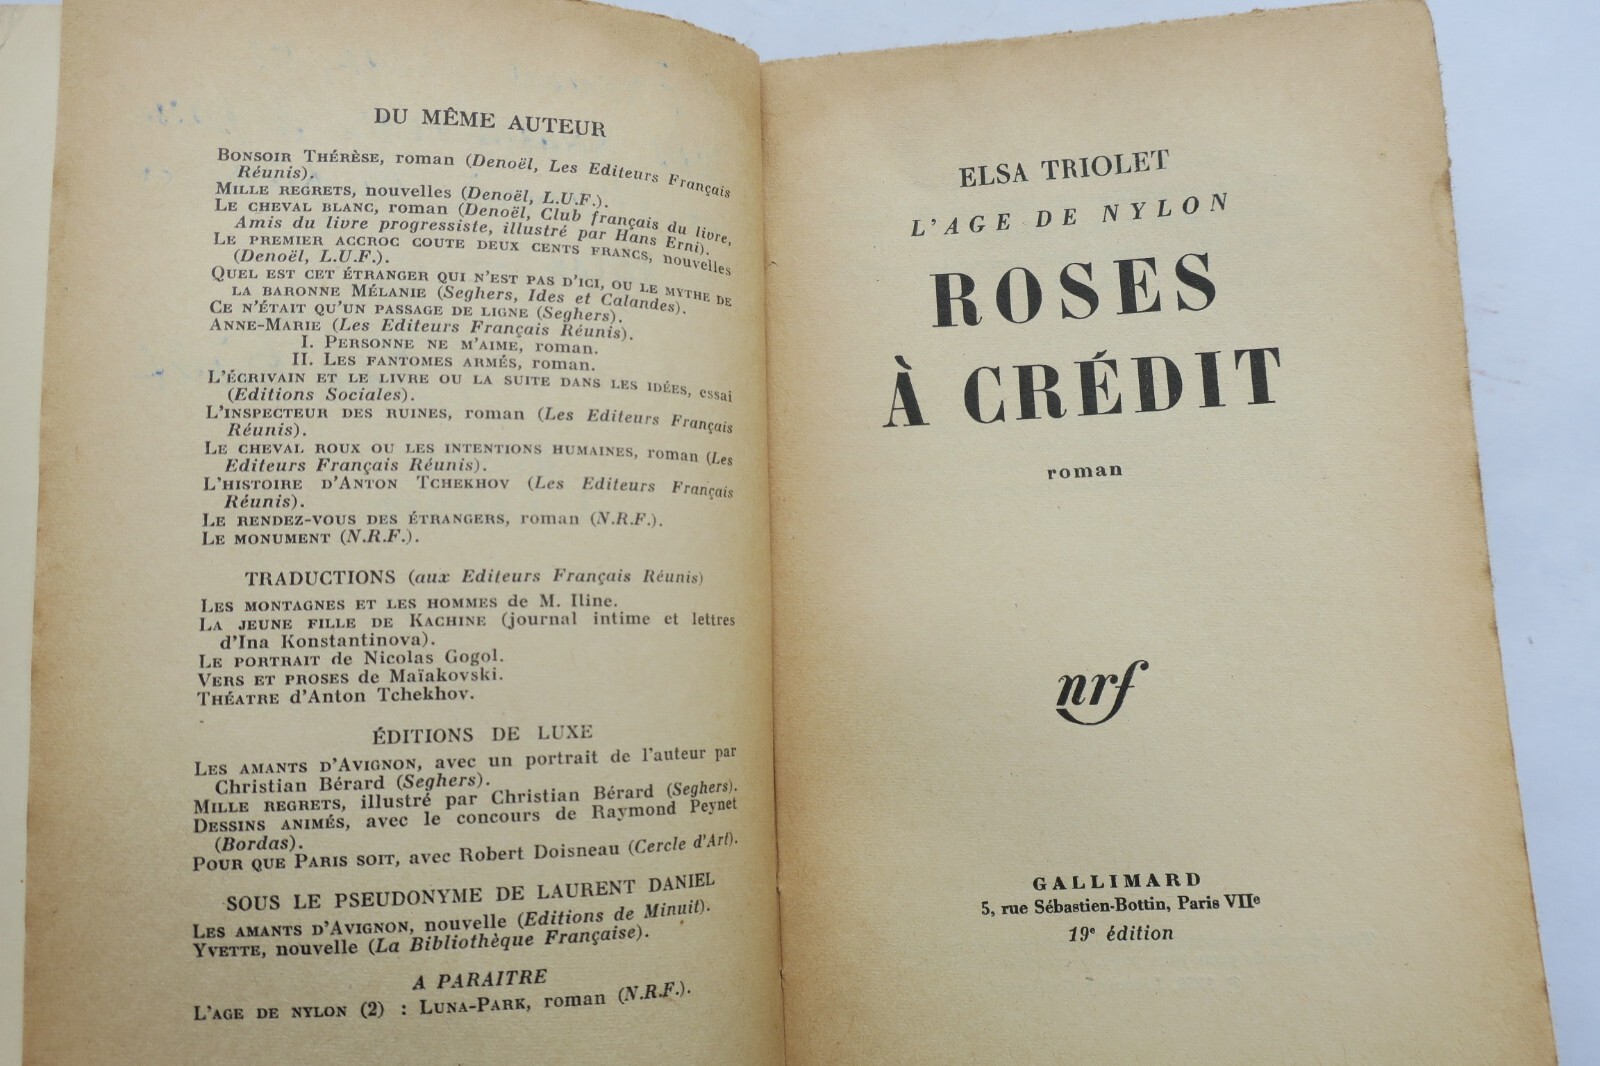 DU MÊME AUTEUR
BONSOIR THÉRÈSE, roman (Denoël, Les Editeurs Français
Réunis).
MILLE REGRETS, nouvelles (Denoël, L.U.F.).
LE CHEVAL BLANC, roman (Denoël, Club français du livre,
Amis du livre progressiste, illustré par Hans Erni).
LE PREMIER ACCROC COUTE DEUX CENTS FRANCS, nouvelles
(Denoël, L.U.F.).
QUEL EST CET ÉTRANGER QUI N'EST PAS D'ICI, OU LE MYTHE DE
LA BARONNE MÉLANIE (Seghers, Ides et Calandes).
CE N'ÉTAIT QU'UN PASSAGE DE LIGNE (Seghers).
ANNE-MARIE (Les Editeurs Français Réunis).
I. PERSONNE NE M'AIME, roman.
II. LES FANTOMES ARMÉS, roman.
L'ÉCRIVAIN ET LE LIVRE OU LA SUITE DANS LES IDÉES, essai
(Editions Sociales).
L'INSPECTEUR DES RUINES, roman (Les Editeurs Français
Réunis).
LE CHEVAL ROUX OU LES INTENTIONS HUMAINES, roman (Les
Editeurs Français Réunis).
L'HISTOIRE D'ANTON TCHEKHOV (Les Editeurs Français
Réunis).
LE RENDEZ-VOUS DES ÉTRANGERS, roman (N.R.F.).
LE MONUMENT (N.R.F.).
TRADUCTIONS (aux Editeurs Français Réunis)
LES MONTAGNES ET LES HOMMES de M. Iline.
LA JEUNE FILLE DE KACHINE (journal intime et lettres
d'Ina Konstantinova).
LE PORTRAIT de Nicolas Gogol.
VERS ET PROSES de Maïakovski.
THÉATRE d'Anton Tchekhov.
ÉDITIONS DE LUXE
LES AMANTS D'AVIGNON, avec un portrait de l'auteur par
Christian Bérard (Seghers).
MILLE REGRETS, illustré par Christian Bérard (Seghers).
DESSINS ANIMÉS, avec le concours de Raymond Peynet
(Bordas).
POUR QUE PARIS SOIT, avec Robert Doisneau (Cercle d'Art).
SOUS LE PSEUDONYME DE LAURENT DANIEL
LES AMANTS D'AVIGNON, nouvelle (Editions de Minuit).
YVETTE, nouvelle (La Bibliothèque Française).
A PARAITRE
L'AGE DE NYLON (2) : LUNA-PARK, roman (N.R.F.).
ELSA TRIOLET
L'AGE DE NYLON
ROSES
À CRÉDIT
roman
nrf
GALLIMARD
5, rue Sébastien-Bottin, Paris VIIe
19e édition